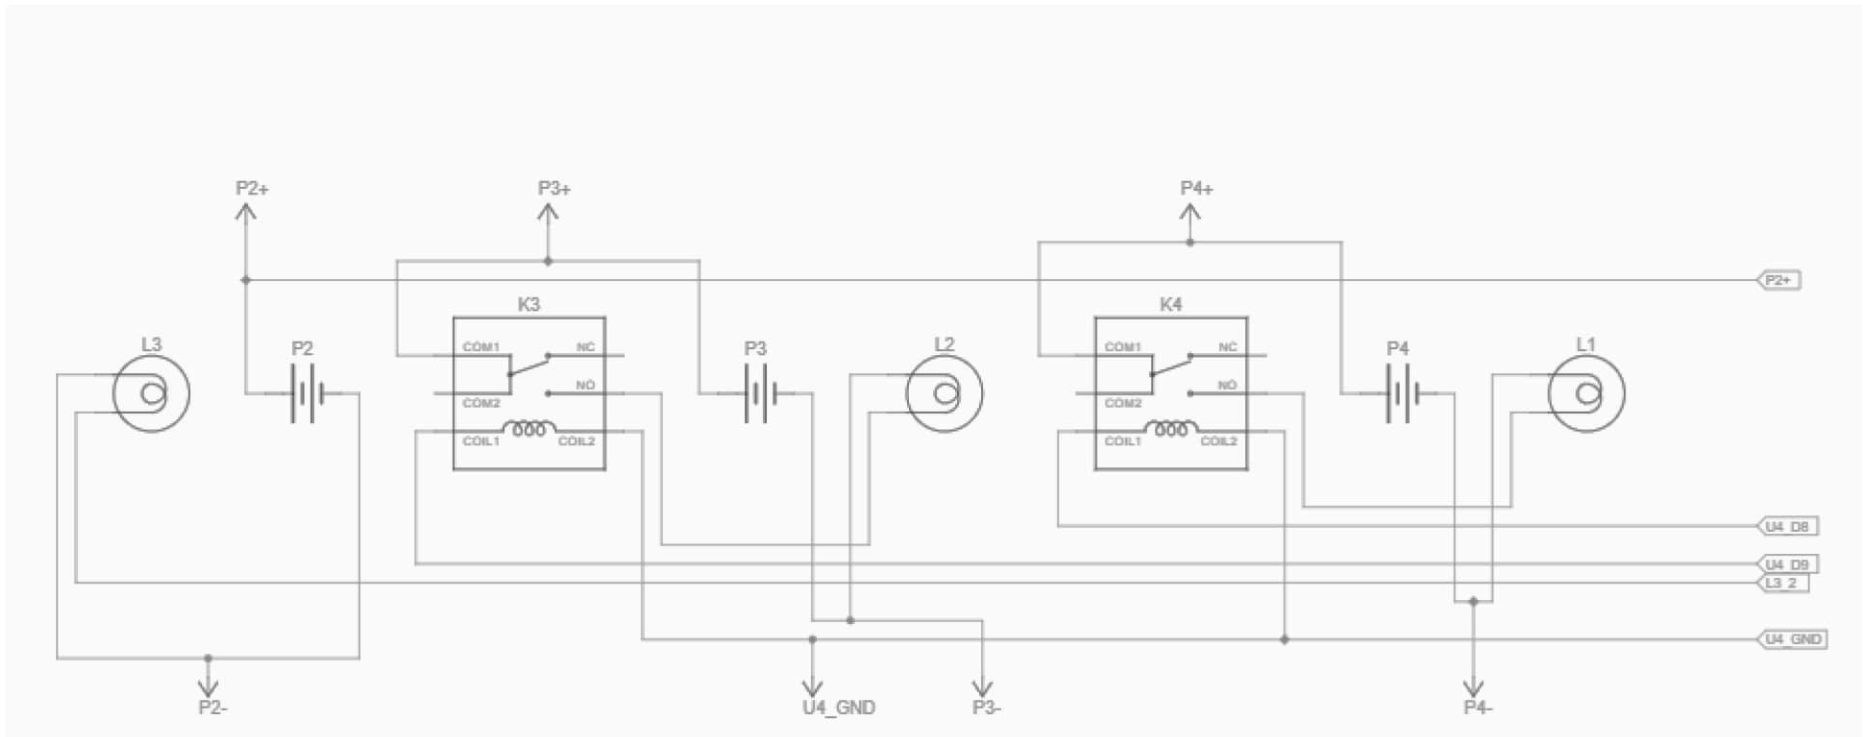 P2+
P3+
P4+
P2+
K3
K4
L3
P2
COM1
NC
P3
L2
COM1
NC
P4
L1
COM2
NO
COM2
NO
COIL1
COIL2
COIL1
COIL2
U4_D8
U4_D9
L3_2
U4_GND
P2-
U4_GND
P3-
P4-